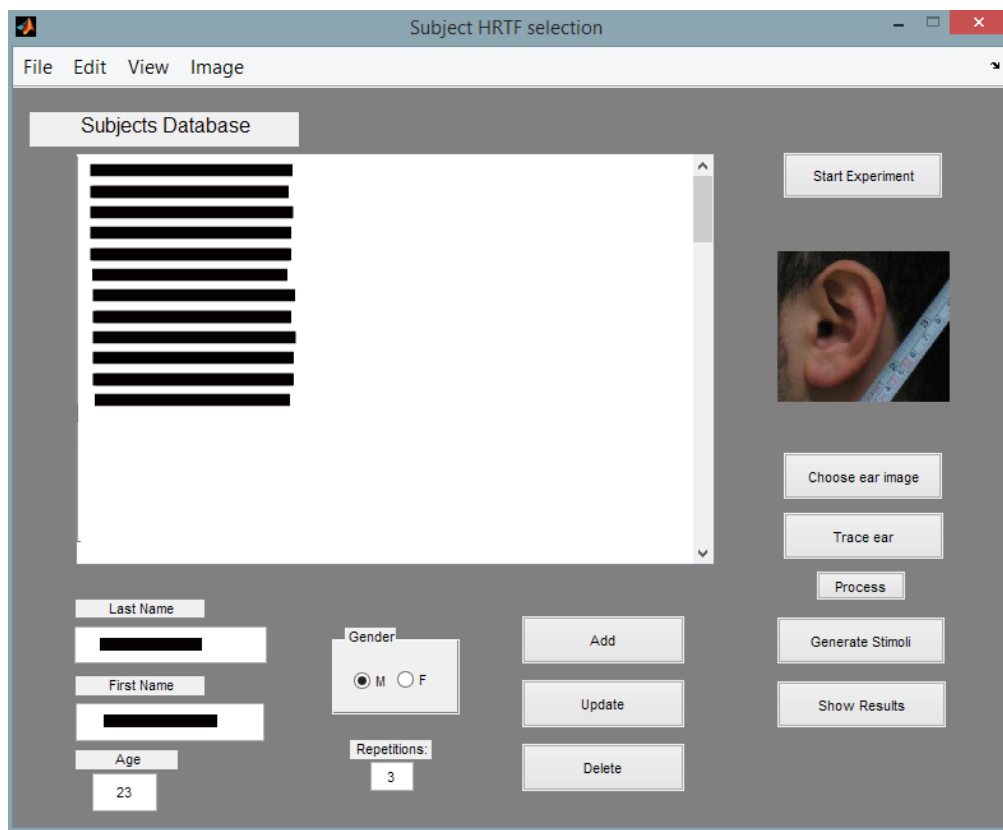 Subject HRTF selection
File Edit View Image
Subjects Database
Start Experiment
Choose ear image
Trace ear
Process
Generate Stimoli
Show Results
Last Name
First Name
Age
23
Gender
M F
Repetitions:
3
Add
Update
Delete